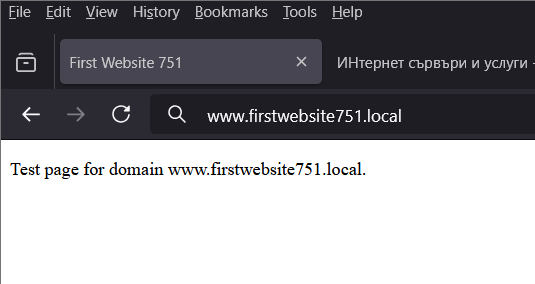 File Edit View History Bookmarks Tools Help
First Website 751 ИНтернет сървъри и услуги -
www.firstwebsite751.local
Test page for domain www.firstwebsite751.local.